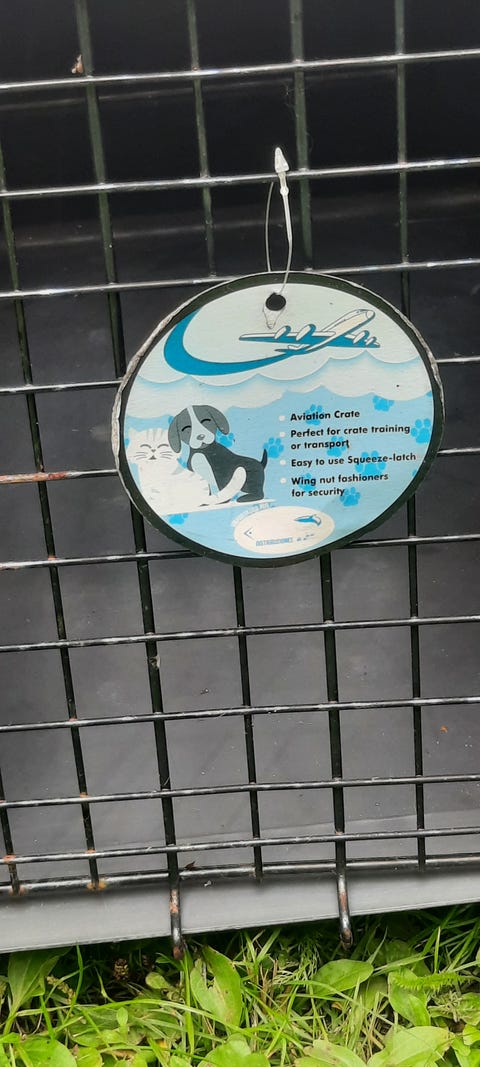 Aviation Crate
Perfect for crate training
or transport
Easy to use Squeeze-latch
Wing nut fashioners
for security